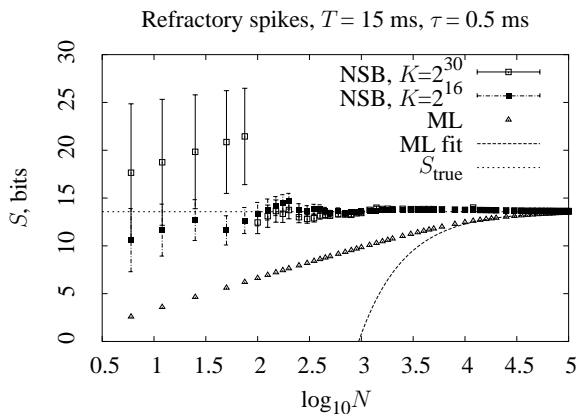 Refractory spikes, T = 15 ms, τ = 0.5 ms
30
25
20
15
10
5
0
S, bits
NSB, K=2^30
NSB, K=2^16
ML
ML fit
S_true
0.5 1 1.5 2 2.5 3 3.5 4 4.5 5
log₁₀N